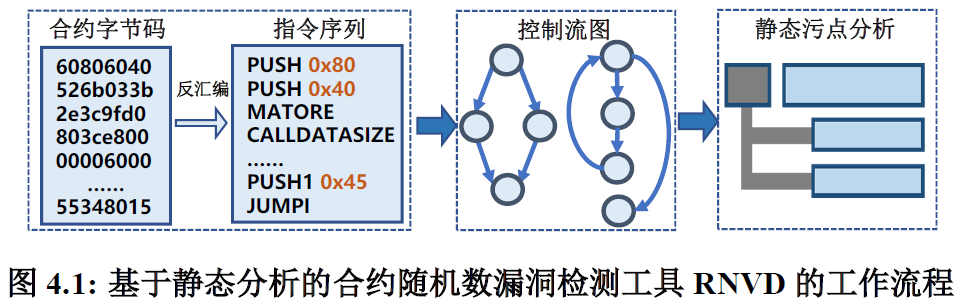 合约字节码
60806040
526b033b
2e3c9fd0
803ce800
00006000
......
55348015
反汇编
指令序列
PUSH 0x80
PUSH 0x40
MATORE
CALLDATASIZE
......
PUSH1 0x45
JUMPI
控制流图
静态污点分析
图 4.1: 基于静态分析的合约随机数漏洞检测工具 RNVD 的工作流程